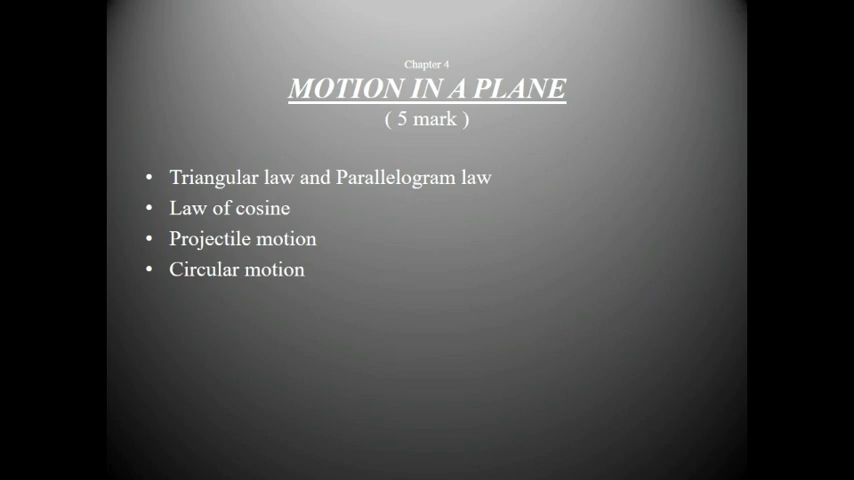 Chapter 4
MOTION IN A PLANE
( 5 mark )
• Triangular law and Parallelogram law
• Law of cosine
• Projectile motion
• Circular motion